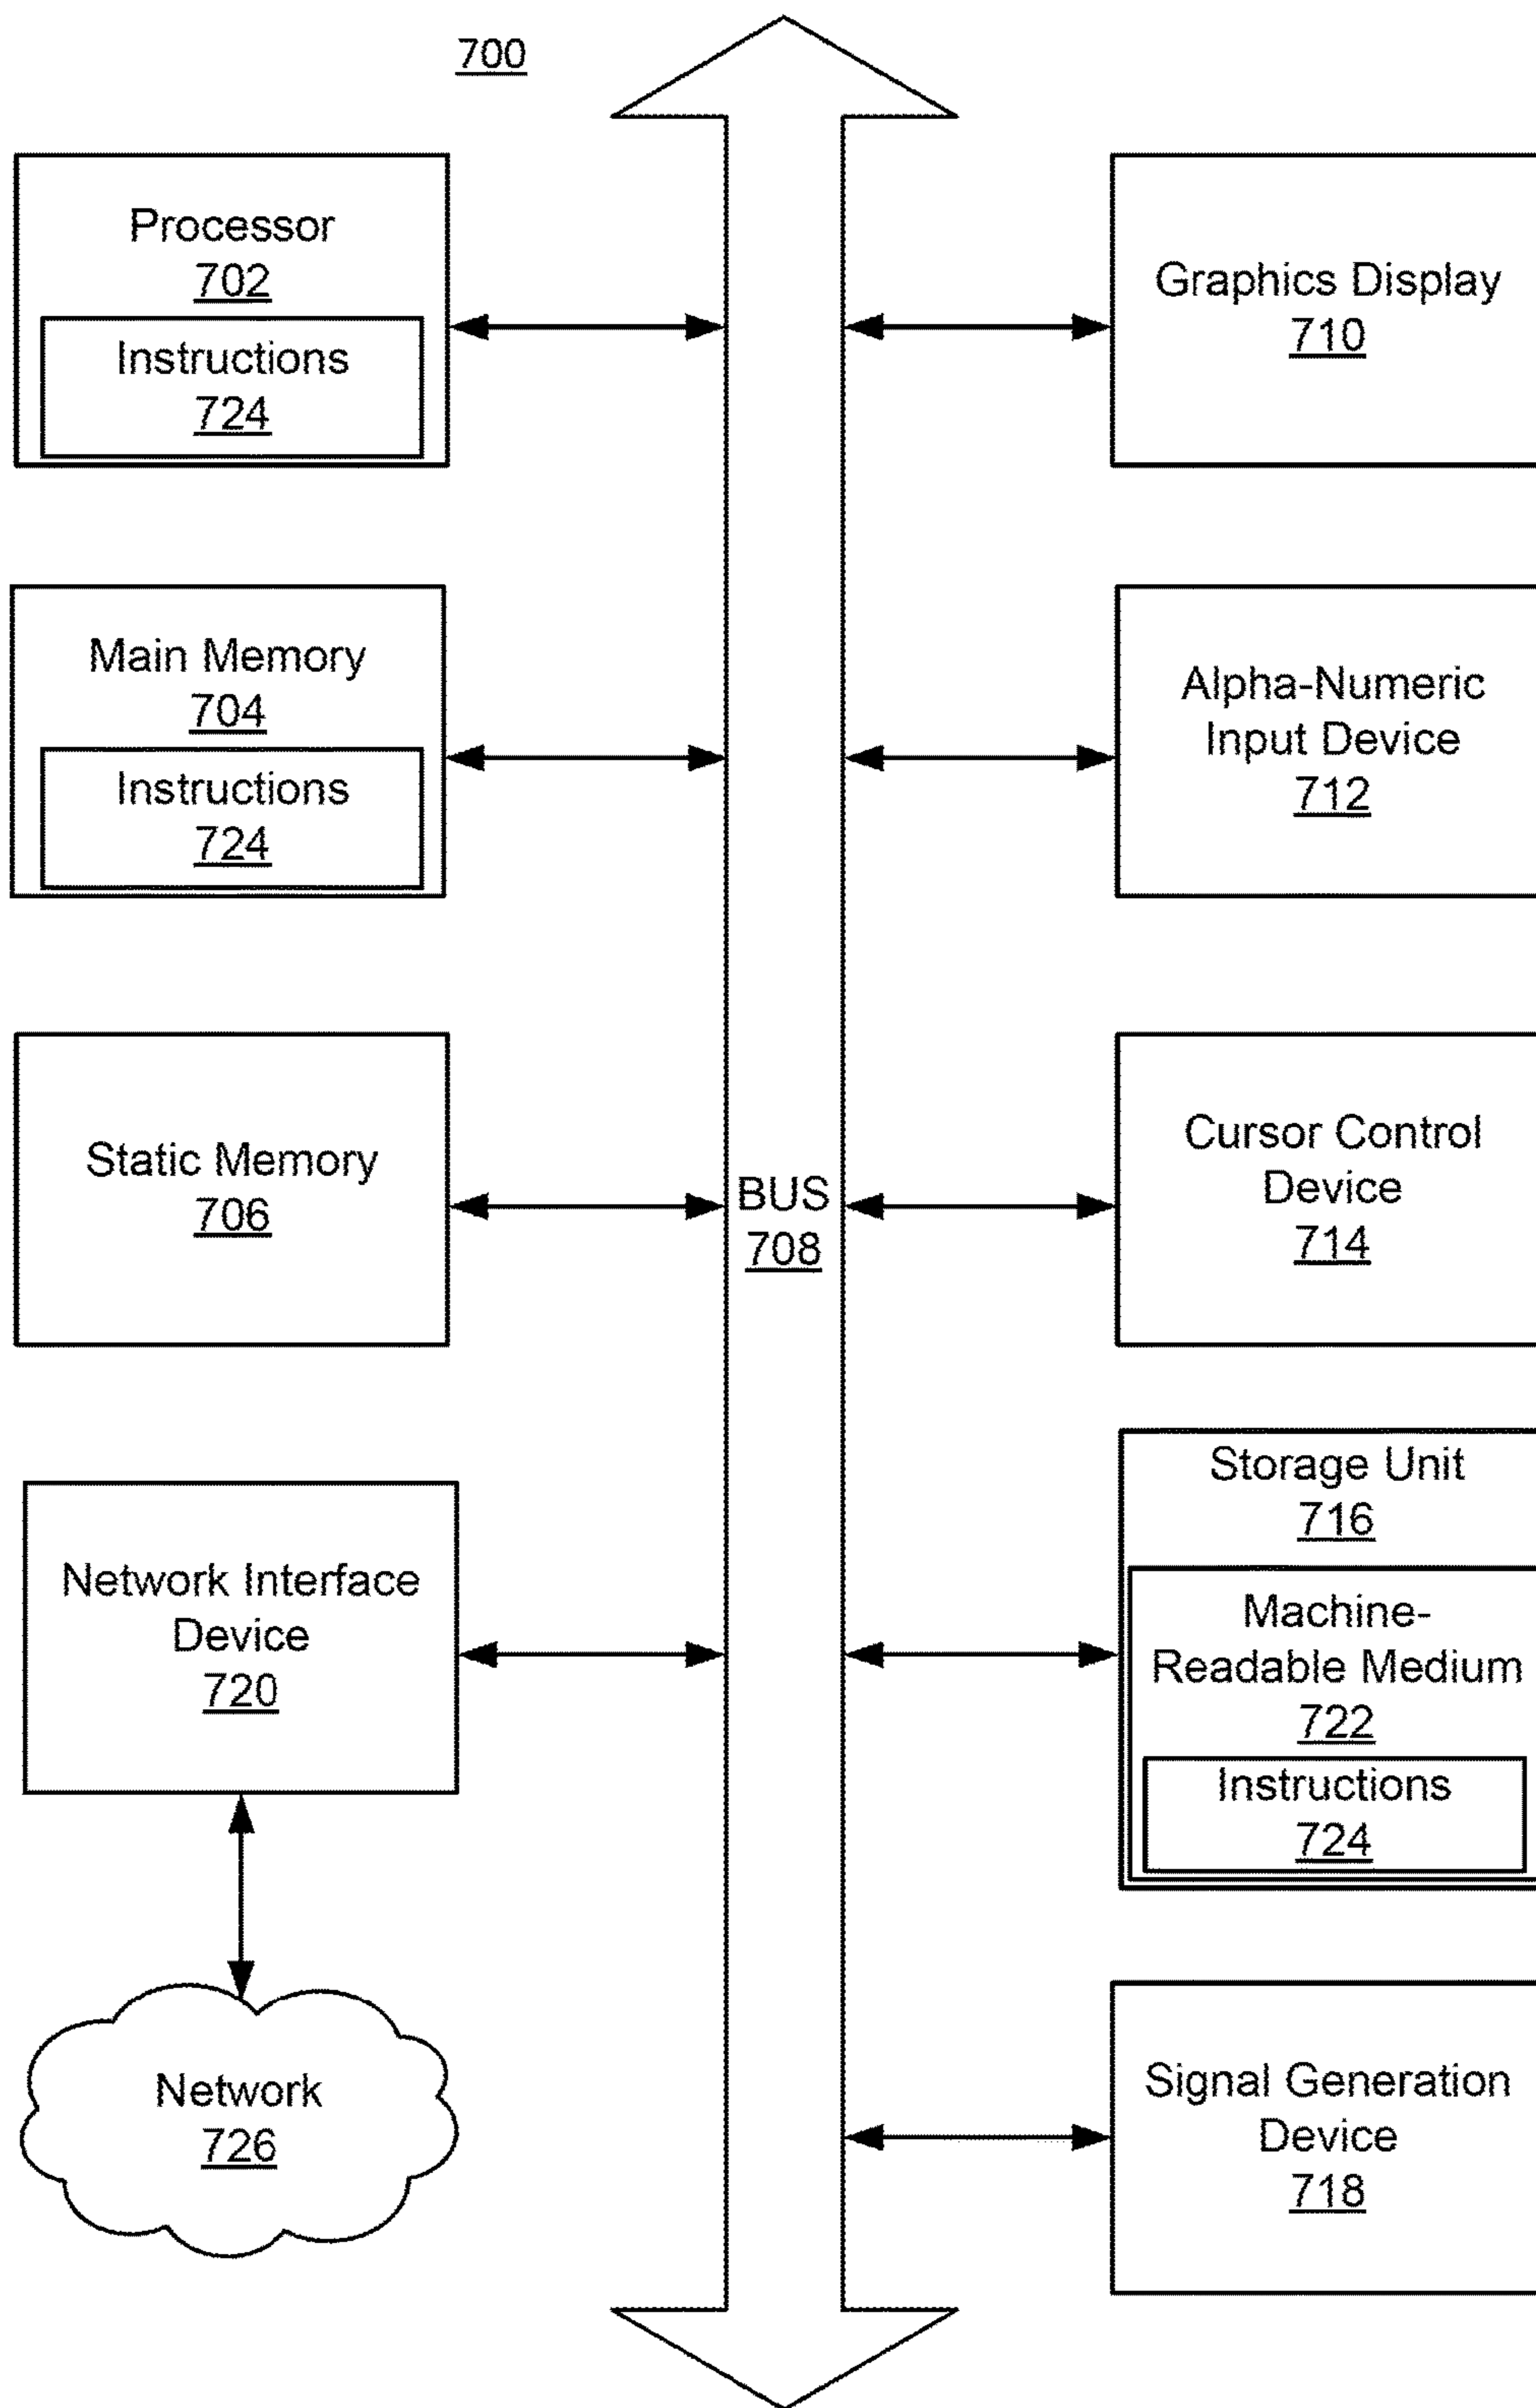 700
Processor
702
Instructions
724
Main Memory
704
Instructions
724
Static Memory
706
Network Interface
Device
720
Network
726
BUS
708
Graphics Display
710
Alpha-Numeric
Input Device
712
Cursor Control
Device
714
Storage Unit
716
Machine-
Readable Medium
722
Instructions
724
Signal Generation
Device
718